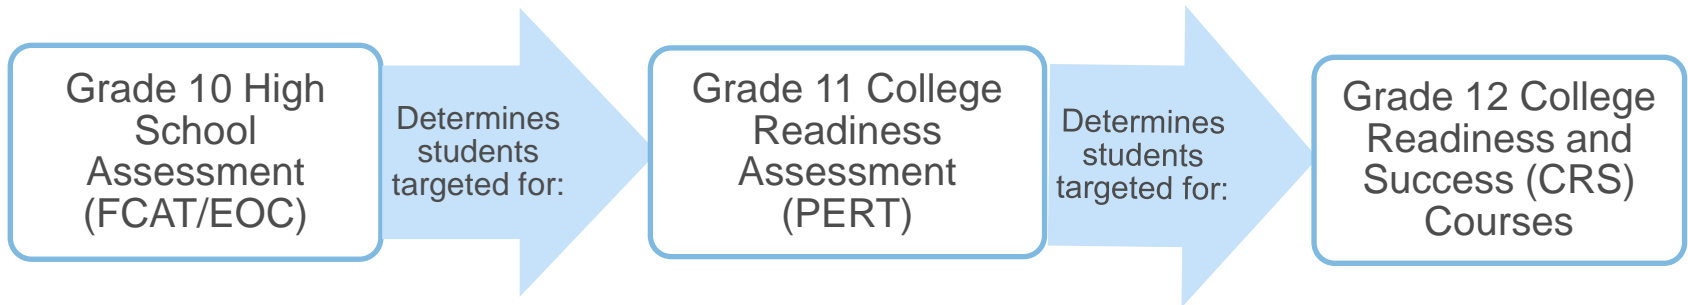 Grade 10 High
School
Assessment
(FCAT/EOC)
Determines
students
targeted for:
Grade 11 College
Readiness
Assessment
(PERT)
Determines
students
targeted for:
Grade 12 College
Readiness and
Success (CRS)
Courses